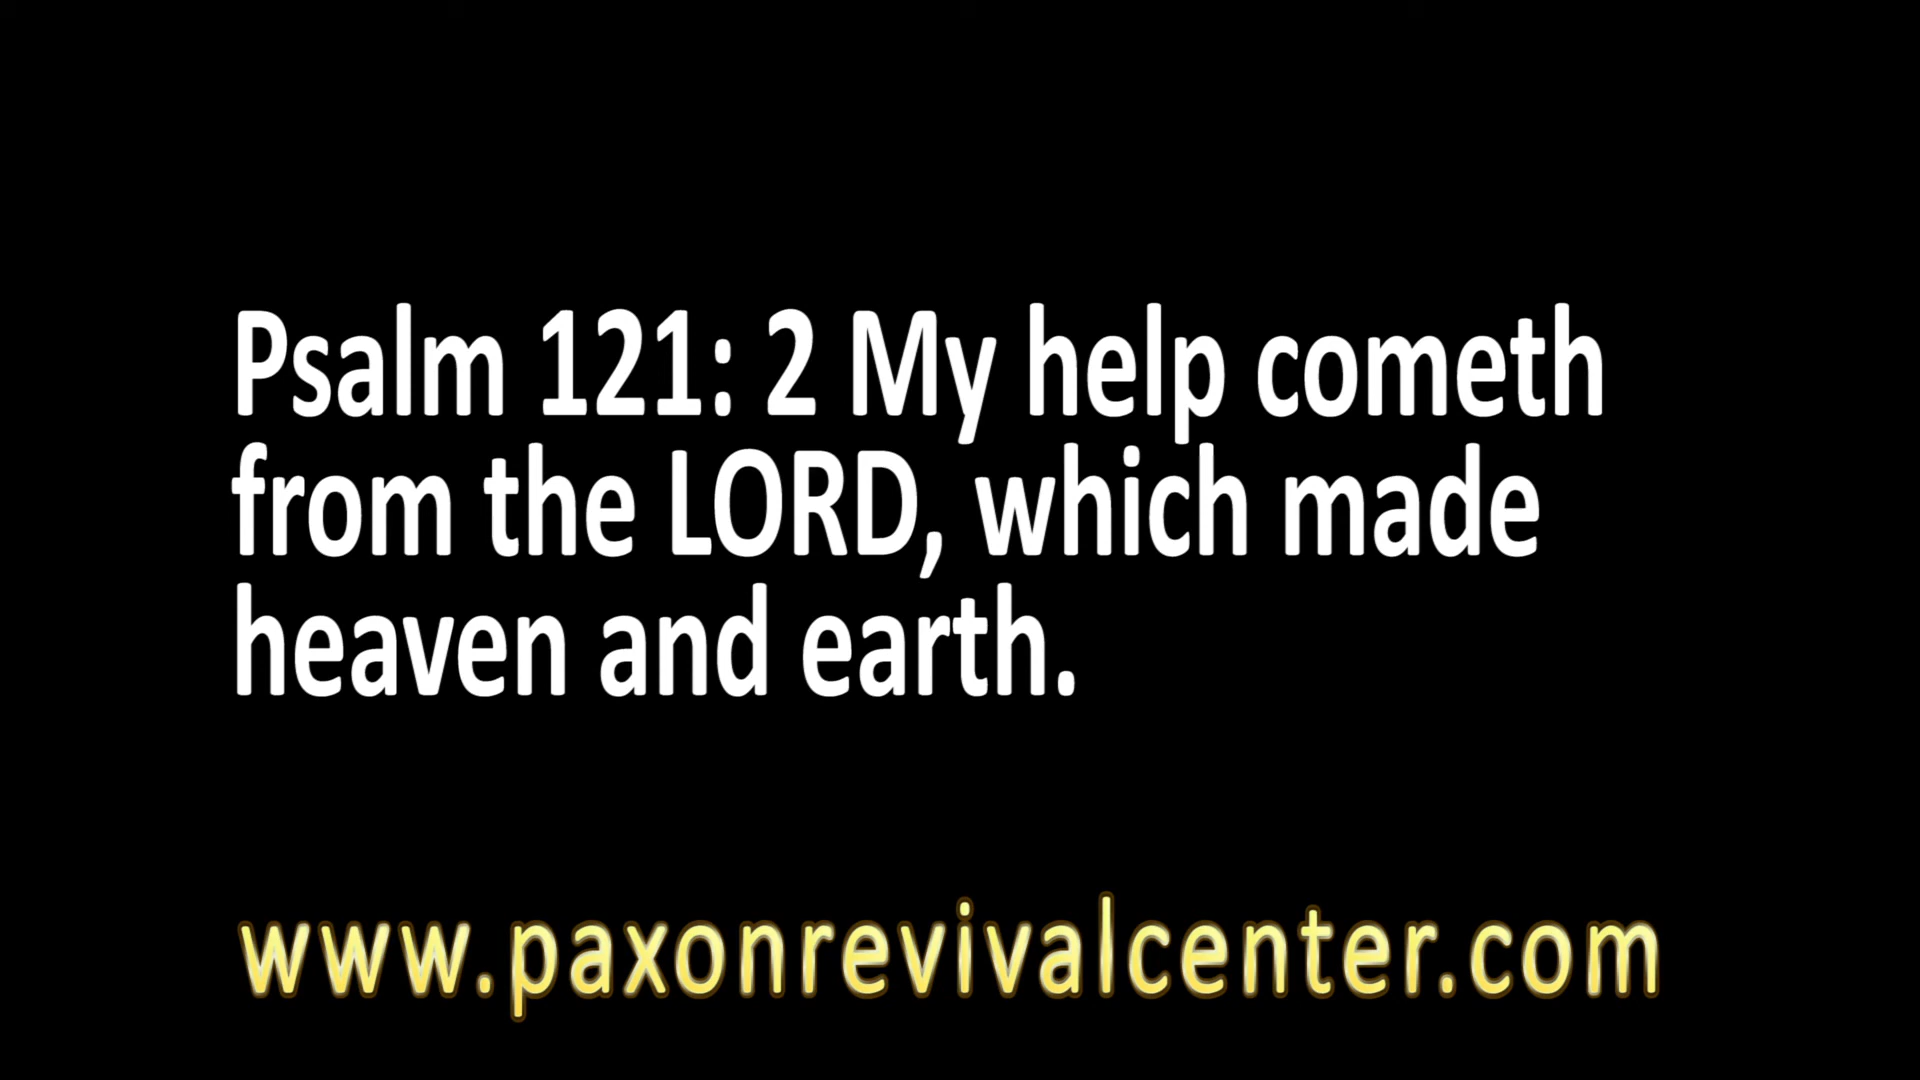 Psalm 121: 2 My help cometh
from the LORD, which made
heaven and earth.
www.paxonrevivalcenter.com